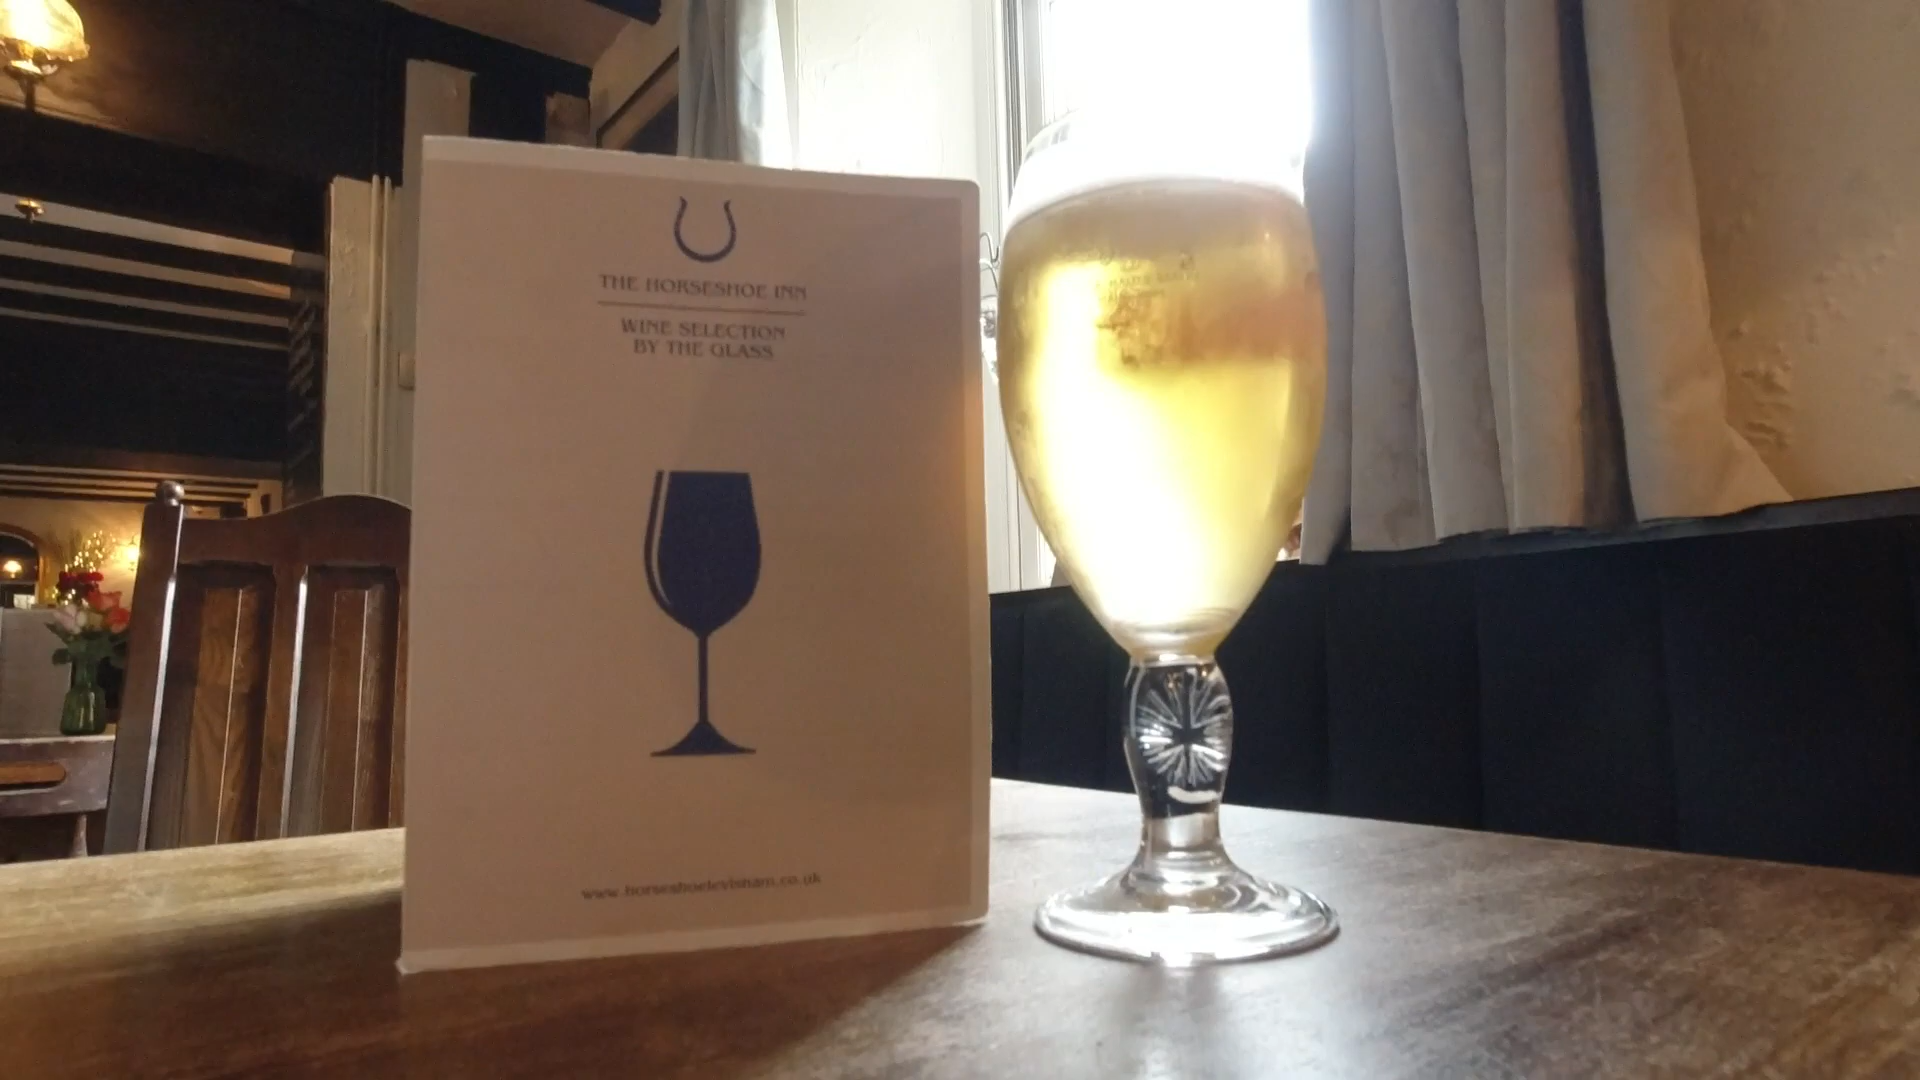 THE HORSESHOE INN
WINE SELECTION
BY THE GLASS
www.horseshoelevisham.co.uk